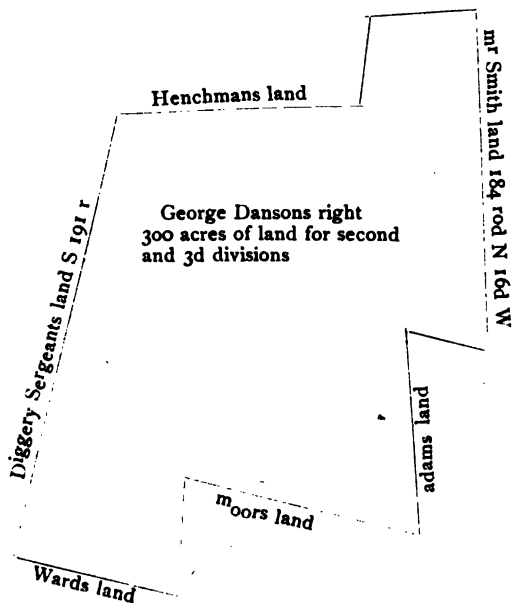 Henchmans land
mr Smith land 184 rod N 16d W
George Dansons right
300 acres of land for second
and 3d divisions
Diggery Sergeants land S 191 r
adams land
moors land
Wards land